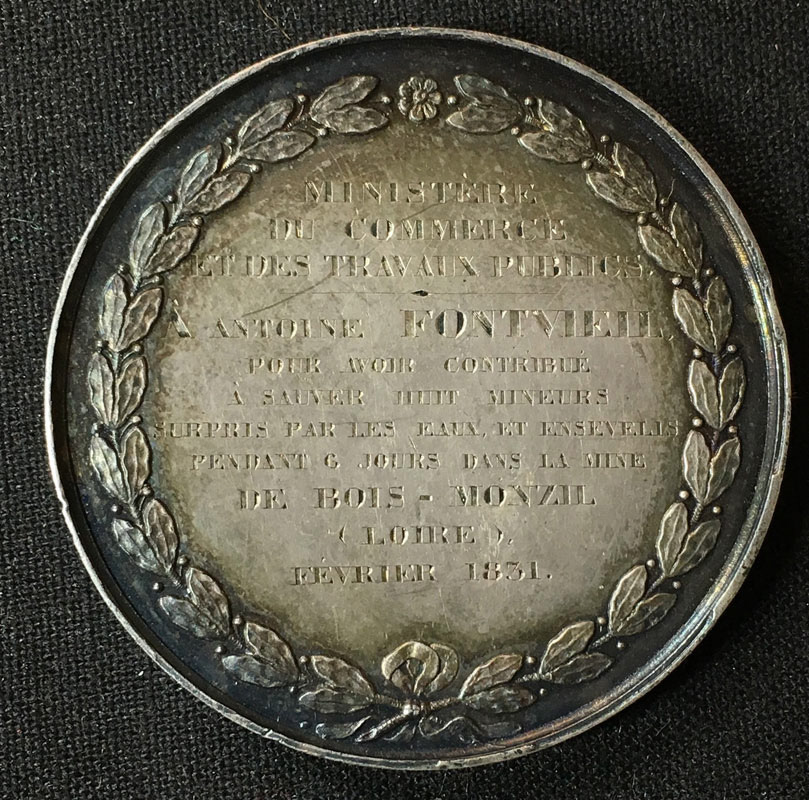 MINISTÈRE
DU COMMERCE
ET DES TRAVAUX PUBLICS.
À ANTOINE FONTVIEIL,
POUR AVOIR CONTRIBUÉ
À SAUVER HUIT MINEURS
SURPRIS PAR LES EAUX, ET ENSEVELIS
PENDANT 6 JOURS DANS LA MINE
DE BOIS - MONZIL
(LOIRE).
FÉVRIER 1831.